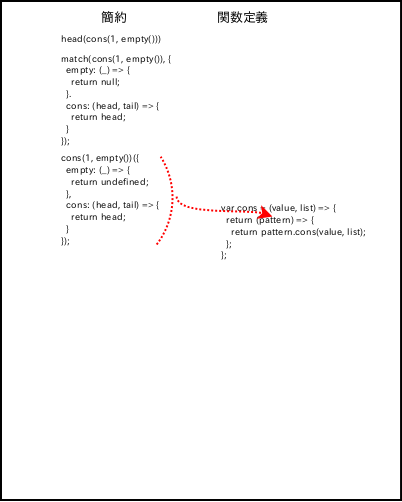 簡約
関数定義
head(cons(1, empty()))
match(cons(1, empty()), {
empty: (_) => {
return null;
}.
cons: (head, tail) => {
return head;
}
});
cons(1, empty())({
empty: (_) => {
return undefined;
},
cons: (head, tail) => {
return head;
}
});
var cons = (value, list) => {
return (pattern) => {
return pattern.cons(value, list);
};
};